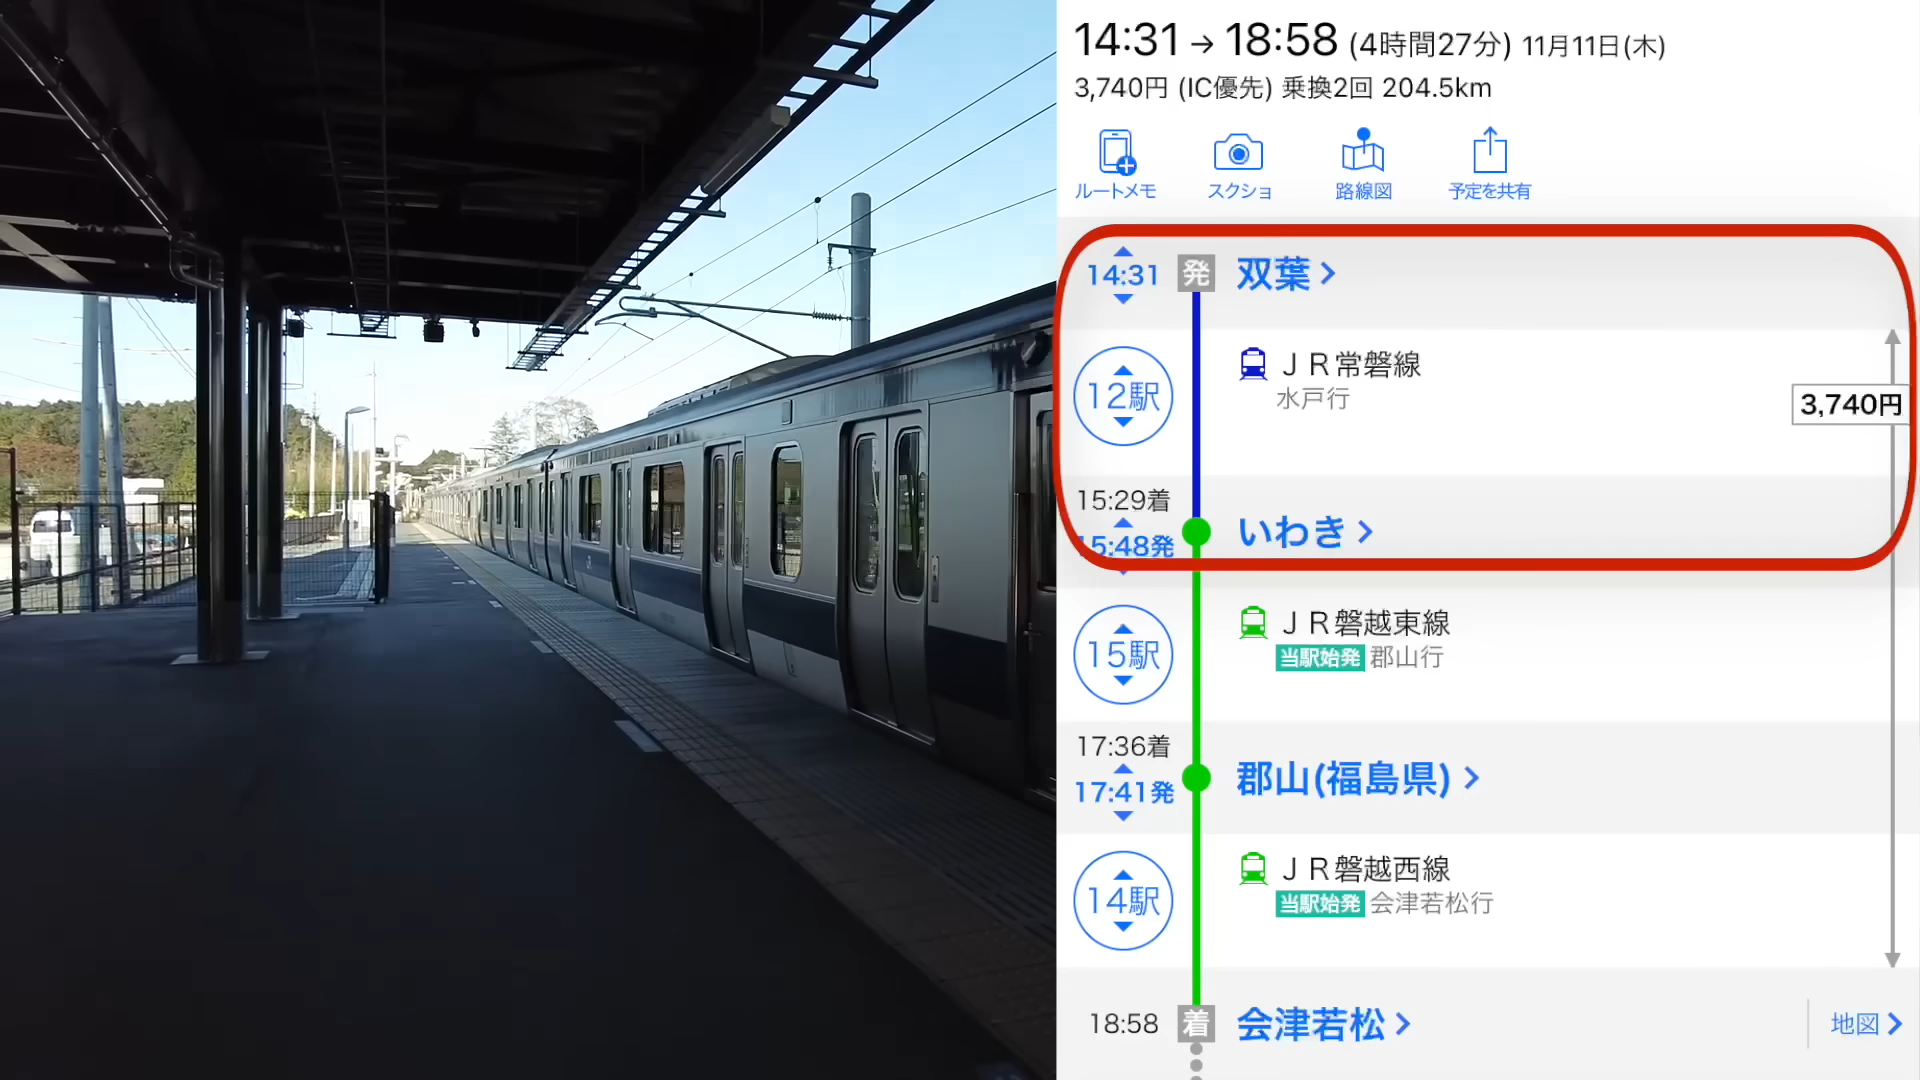 14:31→18:58 (4時間27分) 11月11日(木)
3,740円 (IC優先) 乗換2回 204.5km
ルートメモ スクショ 路線図 予定を共有
14:31 発 双葉
12駅 ＪＲ常磐線
水戸行
3,740円
15:29着
15:48発 いわき
15駅 ＪＲ磐越東線
当駅始発 郡山行
17:36着
17:41発 郡山(福島県)
14駅 ＪＲ磐越西線
当駅始発 会津若松行
18:58 着 会津若松 地図